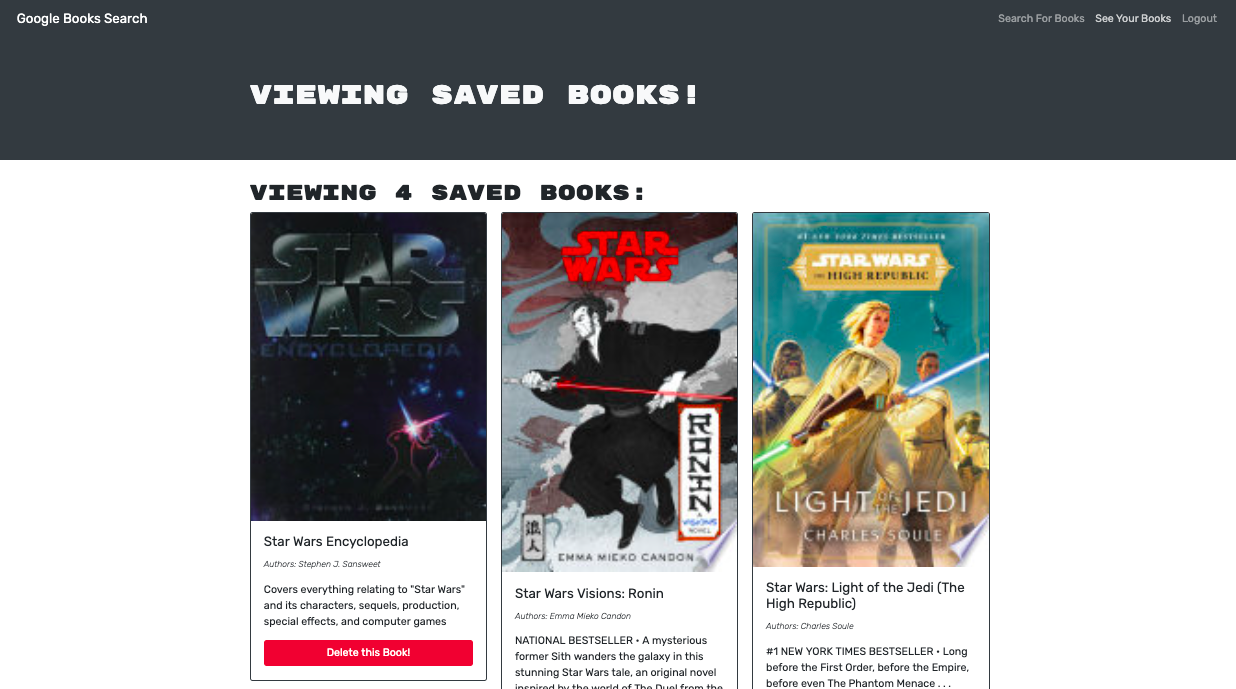 Google Books Search
Search For Books
See Your Books
Logout
VIEWING SAVED BOOKS!
VIEWING 4 SAVED BOOKS:
STAR
WARS
ENCYCLOPEDIA
Star Wars Encyclopedia
Authors: Stephen J. Sansweet
Covers everything relating to "Star Wars"
and its characters, sequels, production,
special effects, and computer games
Delete this Book!
STAR
WARS
RONIN
A
VISIONS
NOVEL
浪人
EMMA MIEKO CANDON
Star Wars Visions: Ronin
Authors: Emma Mieko Candon
NATIONAL BESTSELLER • A mysterious
former Sith wanders the galaxy in this
stunning Star Wars tale, an original novel
inspired by the world of The Duel from the
#1 NEW YORK TIMES BESTSELLER
STAR WARS
THE HIGH REPUBLIC
LIGHT OF THE JEDI
CHARLES SOULE
Star Wars: Light of the Jedi (The
High Republic)
Authors: Charles Soule
#1 NEW YORK TIMES BESTSELLER • Long
before the First Order, before the Empire,
before even The Phantom Menace . . .